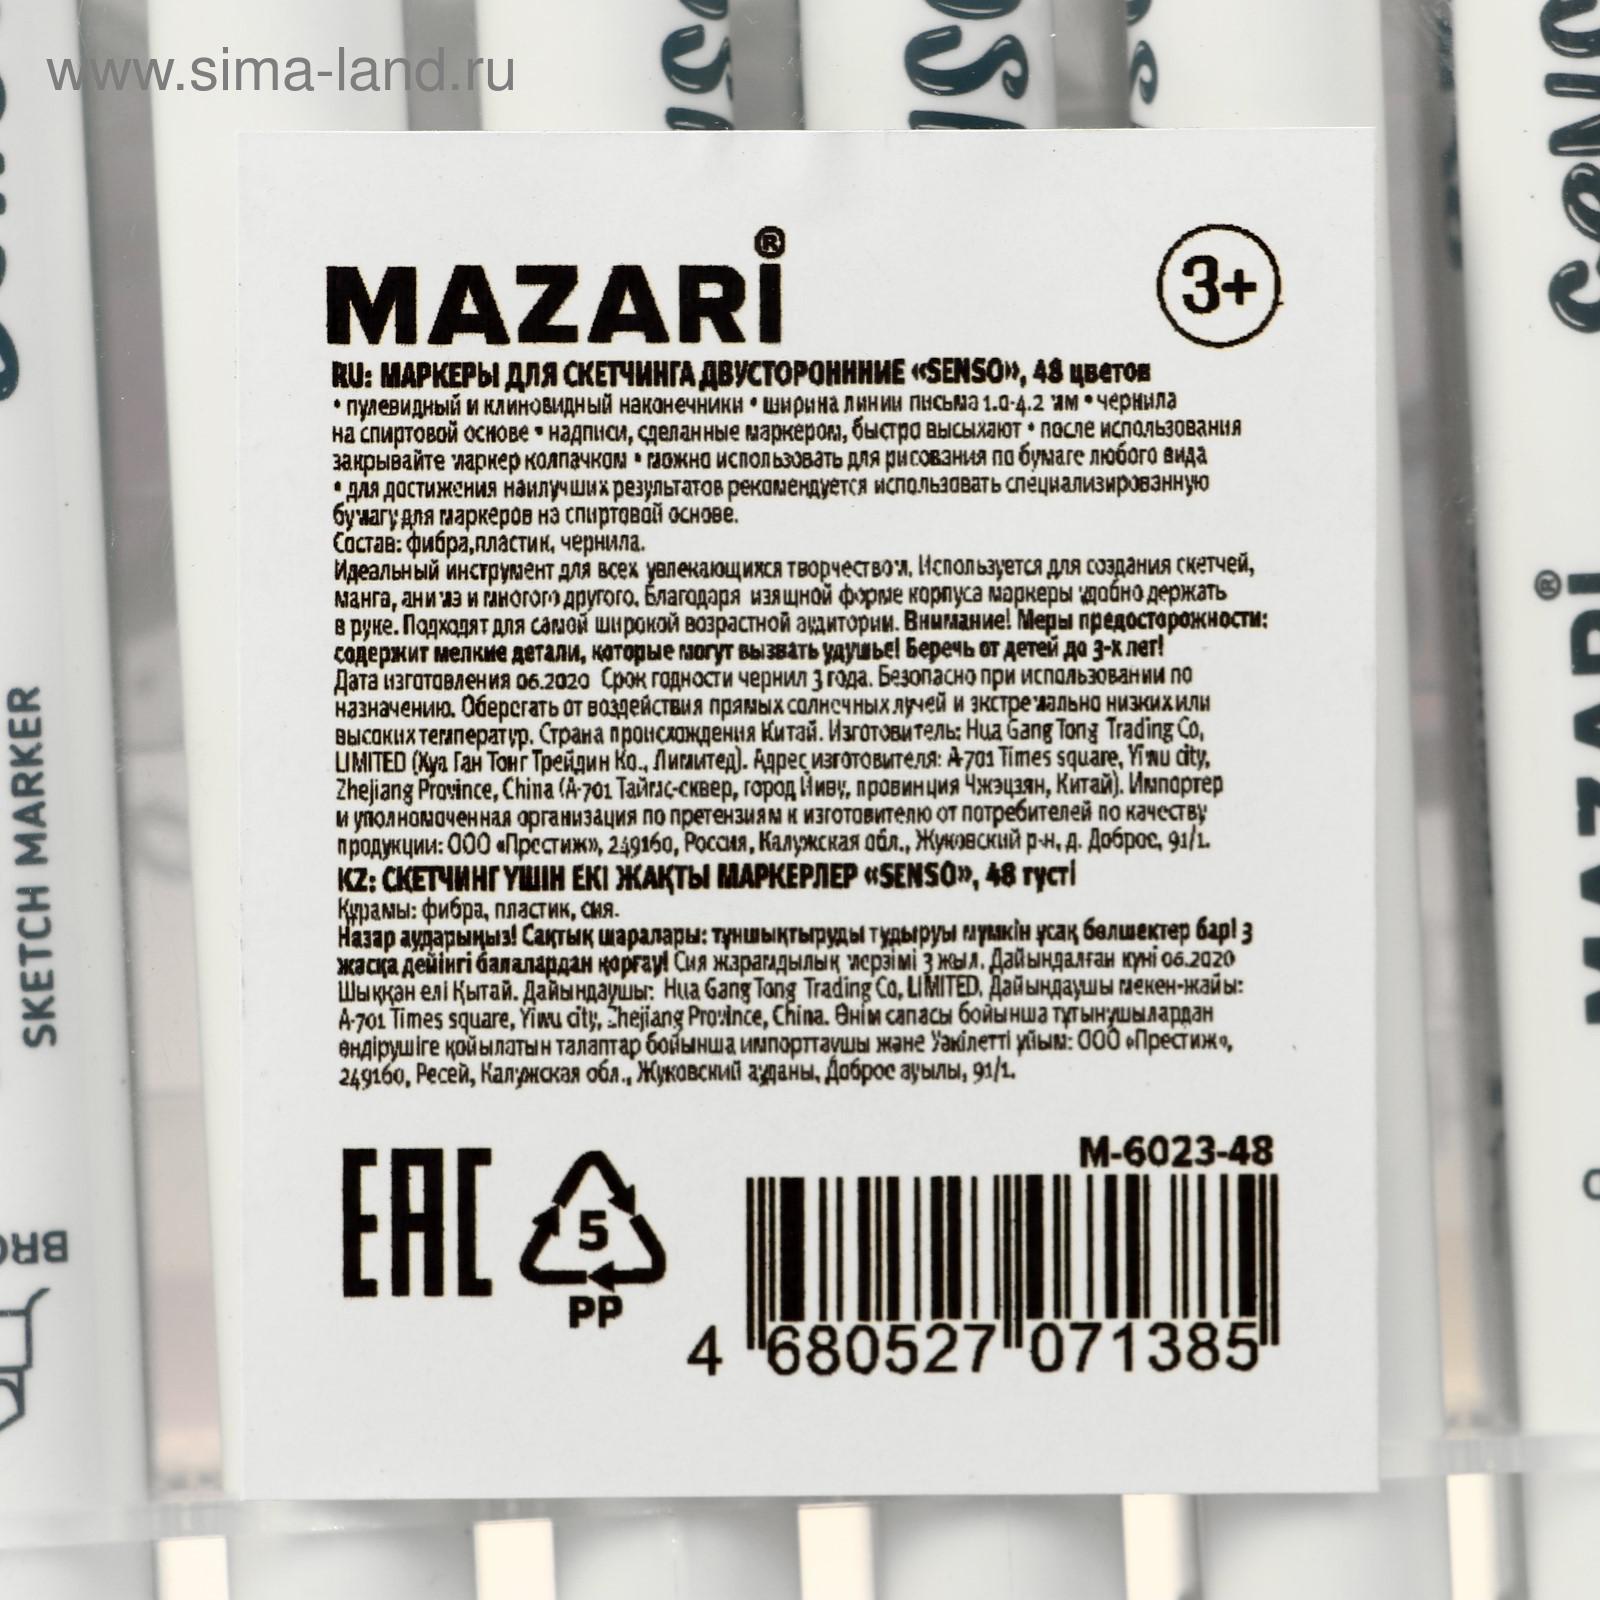 www.sima-land.ru
MAZARI®
3+
RU: МАРКЕРЫ ДЛЯ СКЕТЧИНГА ДВУСТОРОНННИЕ «SENSO», 48 цветов
• пулевидный и клиновидный наконечники • ширина линии письма 1.0-4.2 мм • чернила
на спиртовой основе • надписи, сделанные маркером, быстро высыхают • после использования
закрывайте маркер колпачком • можно использовать для рисования по бумаге любого вида
• для достижения наилучших результатов рекомендуется использовать специализированную
бумагу для маркеров на спиртовой основе.
Состав: фибра,пластик, чернила.
Идеальный инструмент для всех увлекающихся творчеством. Используется для создания скетчей,
манга, анимэ и многого другого. Благодаря изящной форме корпуса маркеры удобно держать
в руке. Подходят для самой широкой возрастной аудитории. Внимание! Меры предосторожности:
содержит мелкие детали, которые могут вызвать удушье! Беречь от детей до 3-х лет!
Дата изготовления 06.2020 Срок годности чернил 3 года. Безопасно при использовании по
назначению. Оберегать от воздействия прямых солнечных лучей и экстремально низких или
высоких температур. Страна происхождения Китай. Изготовитель: Hua Gang Tong Trading Co,
LIMITED (Хуа Ган Тонг Трейдин Ко., Лимитед). Адрес изготовителя: A-701 Times square, Yiwu city,
Zhejiang Province, China (А-701 Таймс-сквер, город Йиву, провинция Чжэцзян, Китай). Импортер
и уполномоченная организация по претензиям к изготовителю от потребителей по качеству
продукции: ООО «Престиж», 249160, Россия, Калужская обл., Жуковский р-н, д. Доброе, 91/1.
KZ: СКЕТЧИНГ ҮШІН ЕКІ ЖАҚТЫ МАРКЕРЛЕР «SENSO», 48 түсті
Құрамы: фибра, пластик, сия.
Назар аударыңыз! Сақтық шаралары: тұншықтыруды тудыруы мүмкін ұсақ бөлшектер бар! 3
жасқа дейінгі балалардан қорғау! Сия жарамдылық мерзімі 3 жыл. Дайындалған күні 06.2020
Шыққан елі Қытай. Дайындаушы: Hua Gang Tong Trading Co, LIMITED. Дайындаушы мекен-жайы:
A-701 Times square, Yiwu city, Zhejiang Province, China. Өнім сапасы бойынша тұтынушылардан
өндірушіге қойылатын талаптар бойынша импорттаушы және Уәкілетті ұйым: ООО «Престиж»,
249160, Ресей, Калужская обл., Жуковский ауданы, Доброе ауылы, 91/1.
EAC
5
PP
M-6023-48
4 680527 071385
SKETCH MARKER
MAZARI®